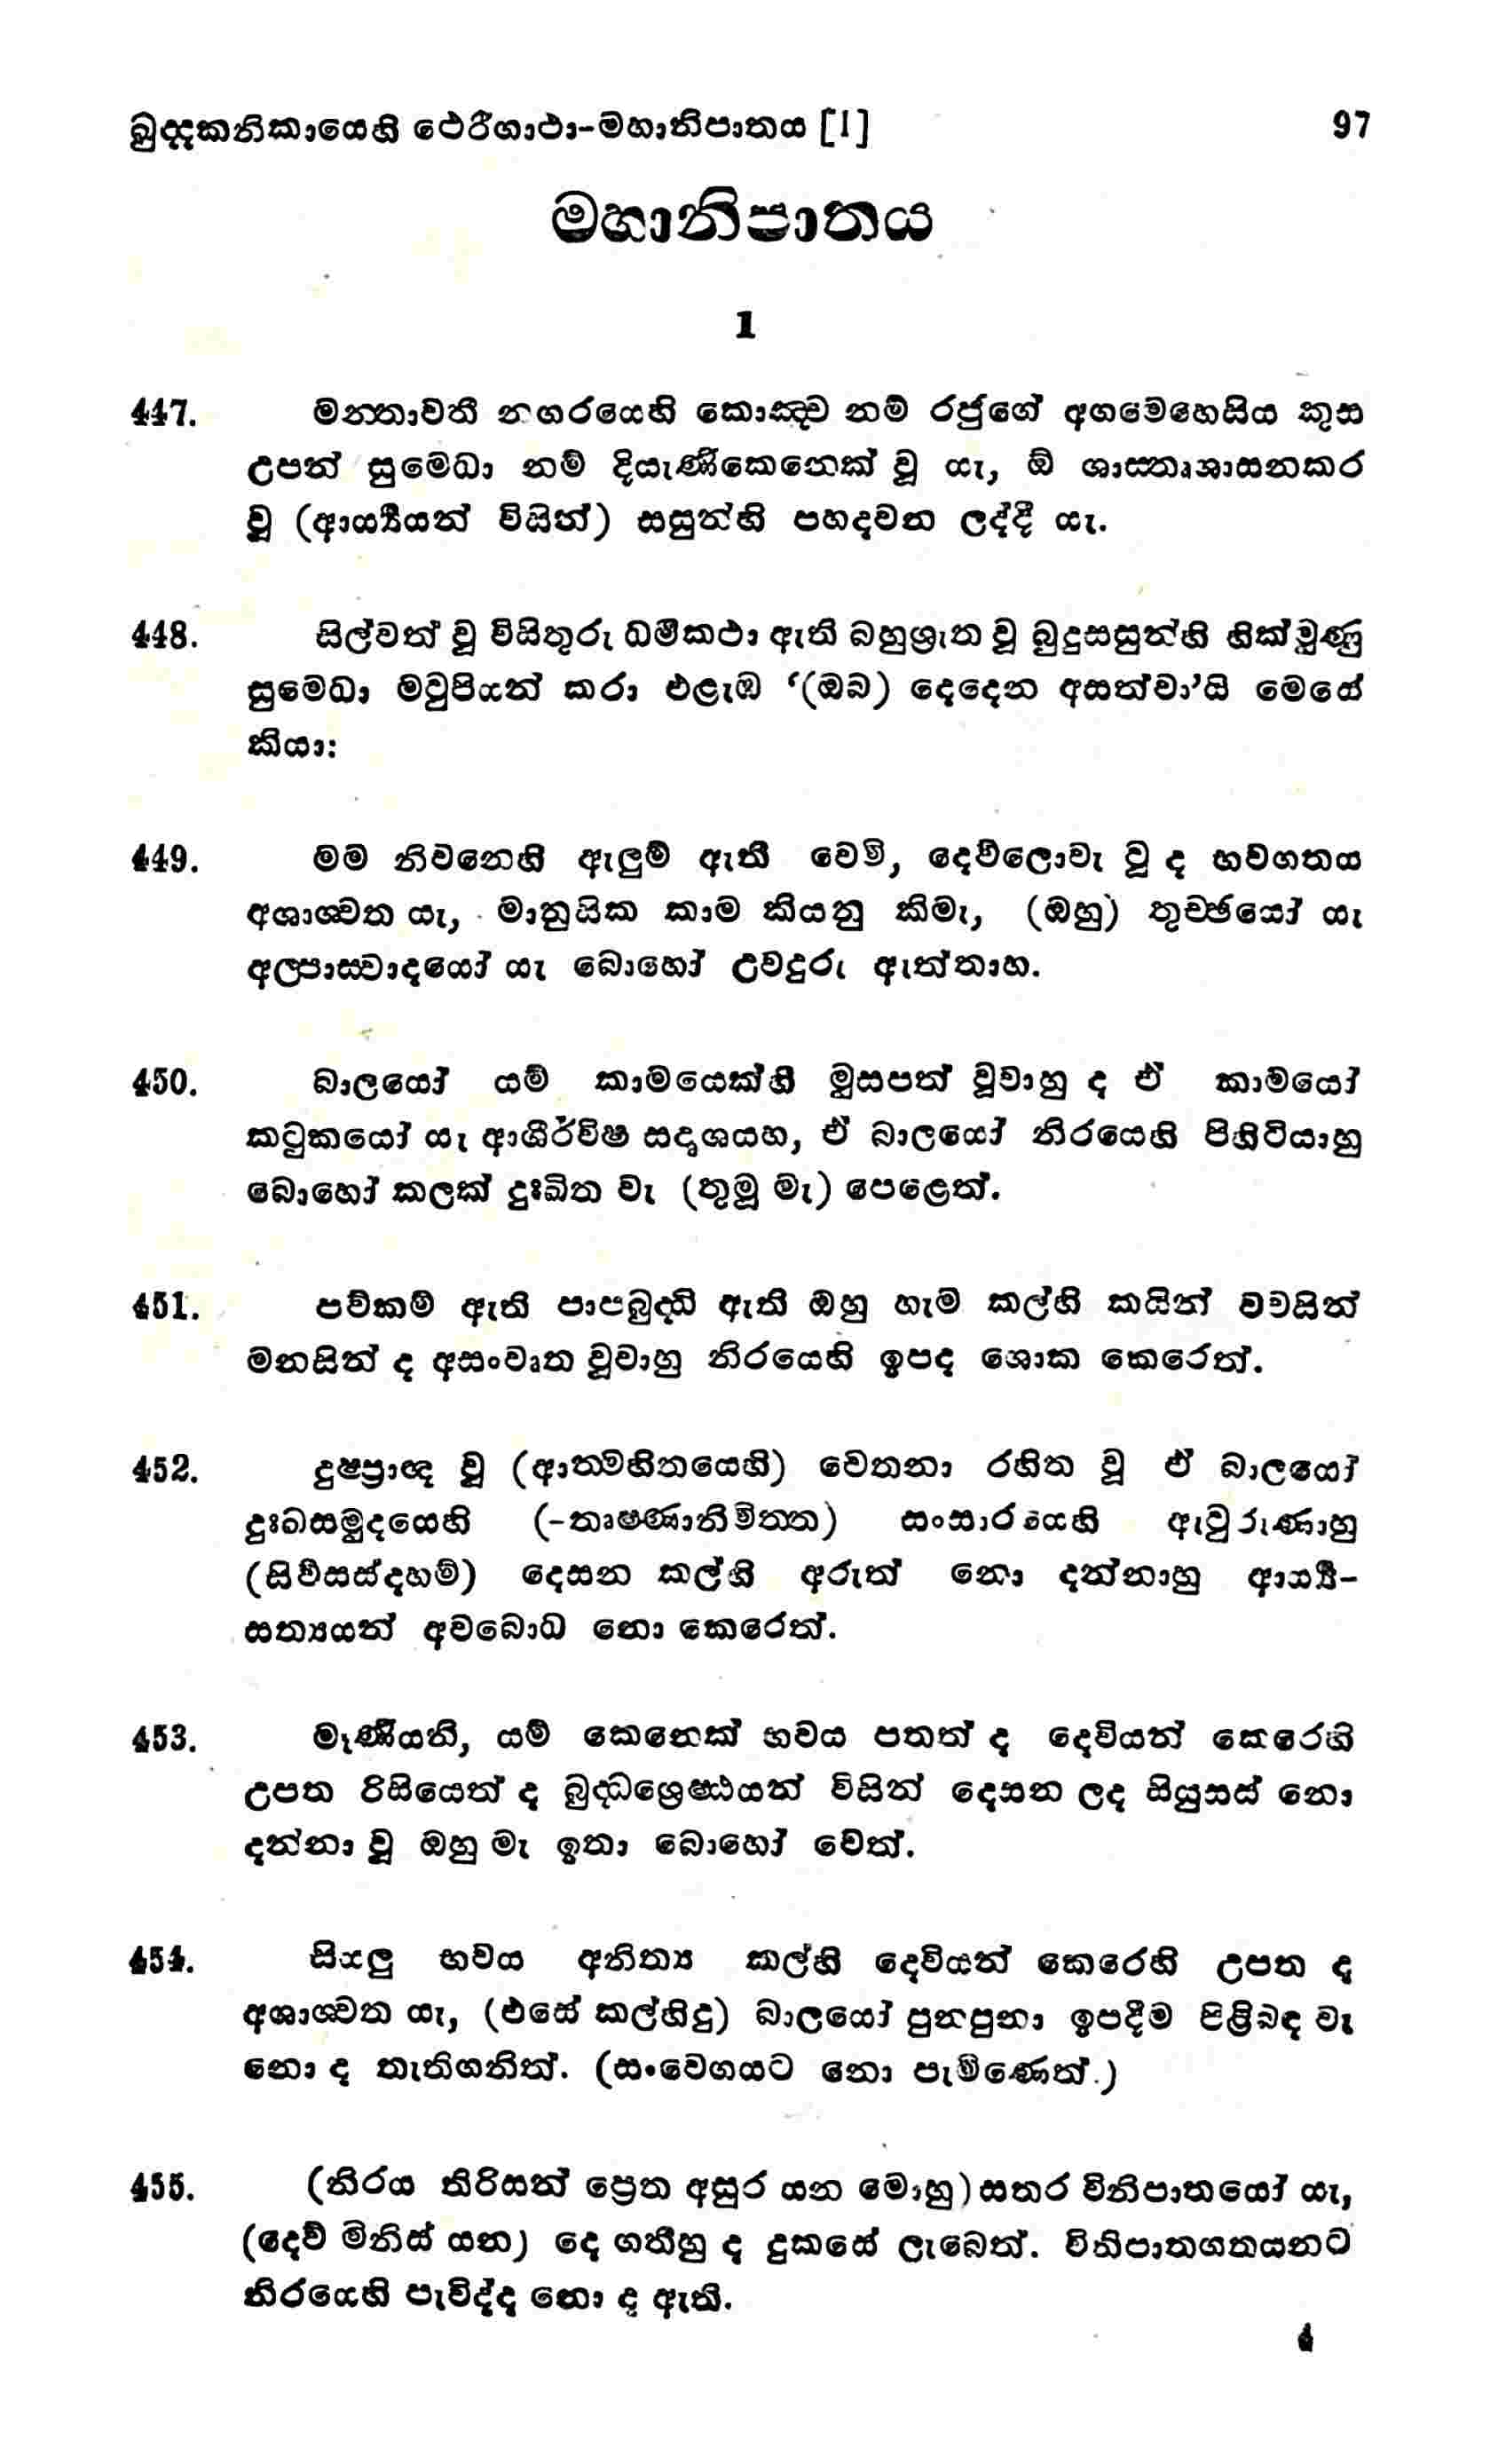 ඛුද්දකනිකායෙහි ථෙරීගාථා-මහානිපාතය [1] 97
මහානිපාතය
1
447. මන්තාවතී නගරයෙහි කොඤ්ච නම් රජුගේ අගමෙහෙසිය කුස
උපන් සුමෙධා නම් දියැණිකෙනෙක් වූ යැ, ඕ ශාස්තෘශාසනකර
වූ (ආර්‍ය්‍යයන් විසින්) සසුන්හි පහදවන ලද්දී යැ.
448. සිල්වත් වූ විසිතුරු ධර්මකථා ඇති බහුශ්‍රැත වූ බුදුසසුන්හි හික්මුණු
සුමෙධා මවුපියන් කරා එළැඹ ‘(ඔබ) දෙදෙන අසත්වා’යි මෙසේ
කියා:
449. මම නිවනෙහි ඇලුම් ඇතී වෙමි, දෙව්ලොවැ වූ ද භවගතය
අශාශ්වත යැ, මානුයික කාම කියනු කිමැ, (ඔහු) තුච්ඡයෝ යැ
අල්පාස්වාදයෝ යැ බොහෝ උවදුරු ඇත්තාහ.
450. බාලයෝ යම් කාමයෙක්හි මුසපත් වූවාහු ද ඒ කාමයෝ
කටුකයෝ යැ ආශීර්විෂ සදෘශයහ, ඒ බාලයෝ නිරයෙහි පිහිටියාහු
බොහෝ කලක් දුඃඛිත වැ (තුමූ මැ) පෙළෙත්.
451. පව්කම් ඇති පාපබුද්ධි ඇති ඔහු හැම කල්හි කයින් වචසින්
මනසින් ද අසංවෘත වූවාහු නිරයෙහි ඉපද ශොක කෙරෙත්.
452. දුෂ්ප්‍රාඥ වූ (ආත්මහිතයෙහි) චෙතනා රහිත වූ ඒ බාලයෝ
දුඃඛසමුදයෙහි (-තෘෂ්ණානිමිත්ත) සංසාරයෙහි ඇවුරුණාහු
(සිව්සස්දහම්) දෙසන කල්හි අරුත් නො දන්නාහු ආර්‍ය්‍ය-
සත්‍යයන් අවබොධ නො කෙරෙත්.
453. මෑණියනි, යම් කෙනෙක් භවය පතත් ද දෙවියන් කෙරෙහි
උපත රිසියෙත් ද බුද්ධශ්‍රෙෂ්ඨයන් විසින් දෙසන ලද සියුසස් නො
දන්නා වූ ඔහු මැ ඉතා බොහෝ වෙත්.
454. සියලු භවය අනිත්‍ය කල්හි දෙවියන් කෙරෙහි උපත ද
අශාශ්වත යැ, (එසේ කල්හිදු) බාලයෝ පුනපුනා ඉපදීම පිළිබඳ වැ
නො ද තැතිගනිත්. (සංවෙගයට නො පැමිණෙත්.)
455. (නිරය තිරිසන් ප්‍රෙත අසුර යන මොහු) සතර විනිපාතයෝ යැ,
(දෙව් මිනිස් යන) දෙ ගතීහු ද දුකසේ ලැබෙත්. විනිපාතගතයනට
නිරයෙහි පැවිද්ද නො ද ඇති.
4